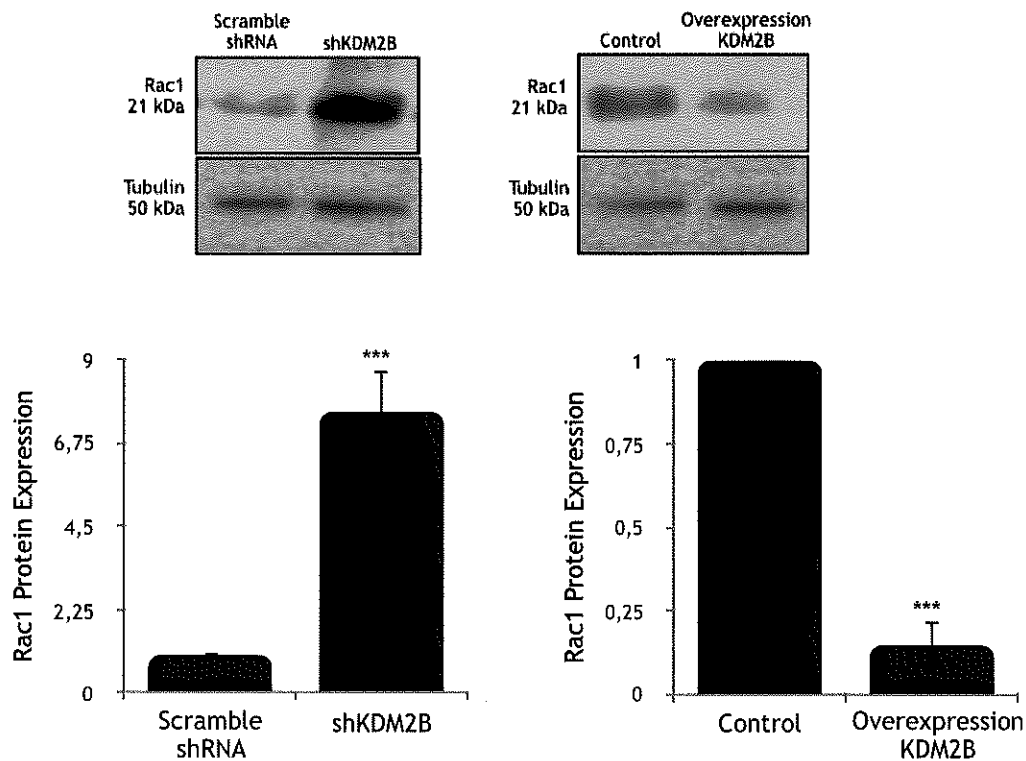 Scramble
shRNA
shKDM2B
Rac1
21 kDa
Tubulin
50 kDa
Control
Overexpression
KDM2B
Rac1
21 kDa
Tubulin
50 kDa
Rac1 Protein Expression
9
6,75
4,5
2,25
0
***
Scramble
shRNA
shKDM2B
Rac1 Protein Expression
1
0,75
0,5
0,25
0
***
Control
Overexpression
KDM2B